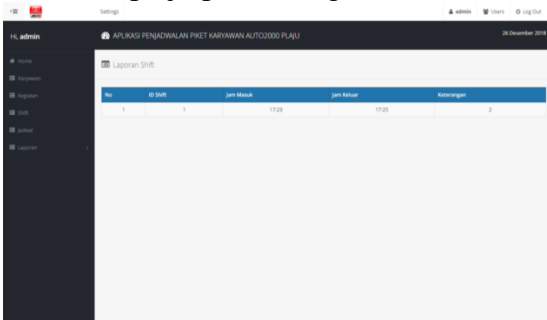 Settings
admin
Users
Log Out
Hi, admin
APLIKASI PENJADWALAN PIKET KARYAWAN AUTO2000 PLAJU
26 Desember 2018
Home
Karyawan
Kegiatan
Shift
Jadwal
Laporan
Laporan Shift
No ID Shift Jam Masuk Jam Keluar Keterangan
1 1 17:23 17:25 2